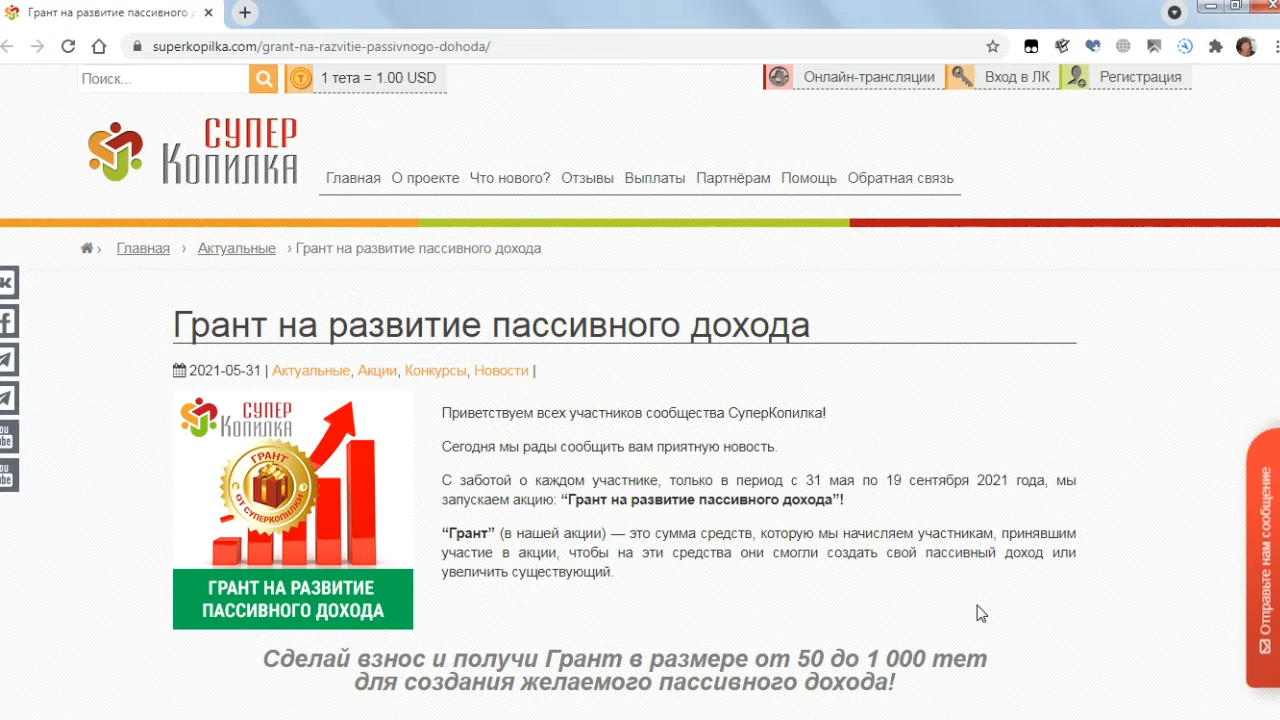 Грант на развитие пассивного д
superkopilka.com/grant-na-razvitie-passivnogo-dohoda/
Поиск...
1 тета = 1.00 USD
Онлайн-трансляции
Вход в ЛК
Регистрация
СУПЕР
КОПИЛКА
Главная О проекте Что нового? Отзывы Выплаты Партнёрам Помощь Обратная связь
› Главная › Актуальные › Грант на развитие пассивного дохода
Грант на развитие пассивного дохода
2021-05-31 | Актуальные, Акции, Конкурсы, Новости |
СУПЕР
КОПИЛКА
ГРАНТ
ОТ СУПЕРКОПИЛКИ
ГРАНТ НА РАЗВИТИЕ
ПАССИВНОГО ДОХОДА
Приветствуем всех участников сообщества СуперКопилка!
Сегодня мы рады сообщить вам приятную новость.
С заботой о каждом участнике, только в период с 31 мая по 19 сентября 2021 года, мы
запускаем акцию: “Грант на развитие пассивного дохода”!
“Грант” (в нашей акции) — это сумма средств, которую мы начисляем участникам, принявшим
участие в акции, чтобы на эти средства они смогли создать свой пассивный доход или
увеличить существующий.
Сделай взнос и получи Грант в размере от 50 до 1 000 тет
для создания желаемого пассивного дохода!
You
Tube
You
Tube
Отправьте нам сообщение